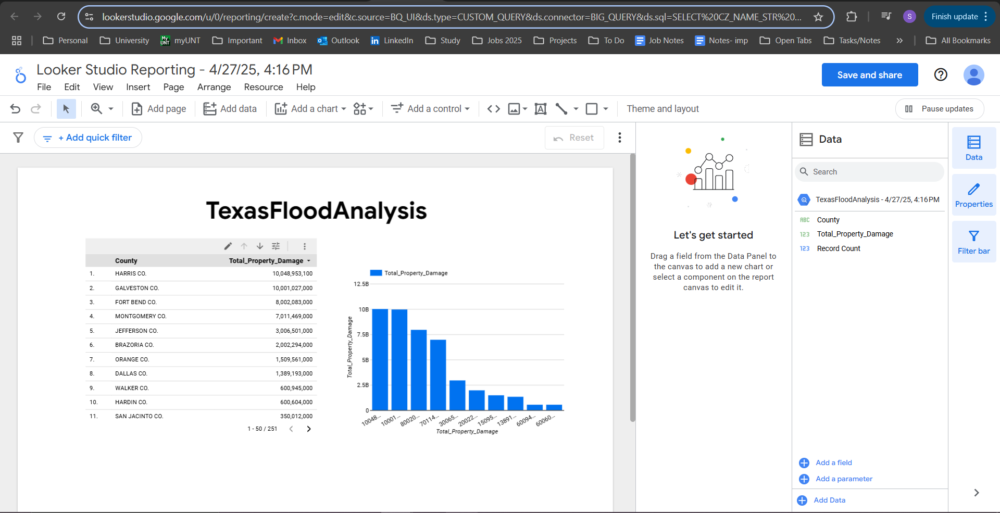 lookerstudio.google.com/u/0/reporting/create?c.mode=edit&c.source=BQ_UI&ds.type=CUSTOM_QUERY&ds.connector=BIG_QUERY&ds.sql=SELECT%20CZ_NAME_STR%20...
S
Finish update
Personal University myUNT Important Inbox Outlook LinkedIn Study Jobs 2025 Projects To Do Job Notes Notes- imp Open Tabs Tasks/Notes » All Bookmarks
Looker Studio Reporting - 4/27/25, 4:16 PM
File Edit View Insert Page Arrange Resource Help
Save and share
Add page Add data Add a chart Add a control Theme and layout Pause updates
+ Add quick filter
Reset
TexasFloodAnalysis
County Total_Property_Damage
1. HARRIS CO. 10,048,953,100
2. GALVESTON CO. 10,001,027,000
3. FORT BEND CO. 8,002,083,000
4. MONTGOMERY CO. 7,011,469,000
5. JEFFERSON CO. 3,006,501,000
6. BRAZORIA CO. 2,002,294,000
7. ORANGE CO. 1,509,561,000
8. DALLAS CO. 1,389,193,000
9. WALKER CO. 600,945,000
10. HARDIN CO. 600,604,000
11. SAN JACINTO CO. 350,012,000
1 - 50 / 251
Total_Property_Damage
12.5B
10B
7.5B
5B
2.5B
0
Total_Property_Damage
10048... 10001... 80020... 70114... 30065... 20022... 15095... 13891... 60094... 60060...
Total_Property_Damage
Let's get started
Drag a field from the Data Panel to
the canvas to add a new chart or
select a component on the report
canvas to edit it.
Data
Search
TexasFloodAnalysis - 4/27/25, 4:16 PM
ABC County
123 Total_Property_Damage
123 Record Count
Add a field
Add a parameter
Add Data
Data
Properties
Filter bar